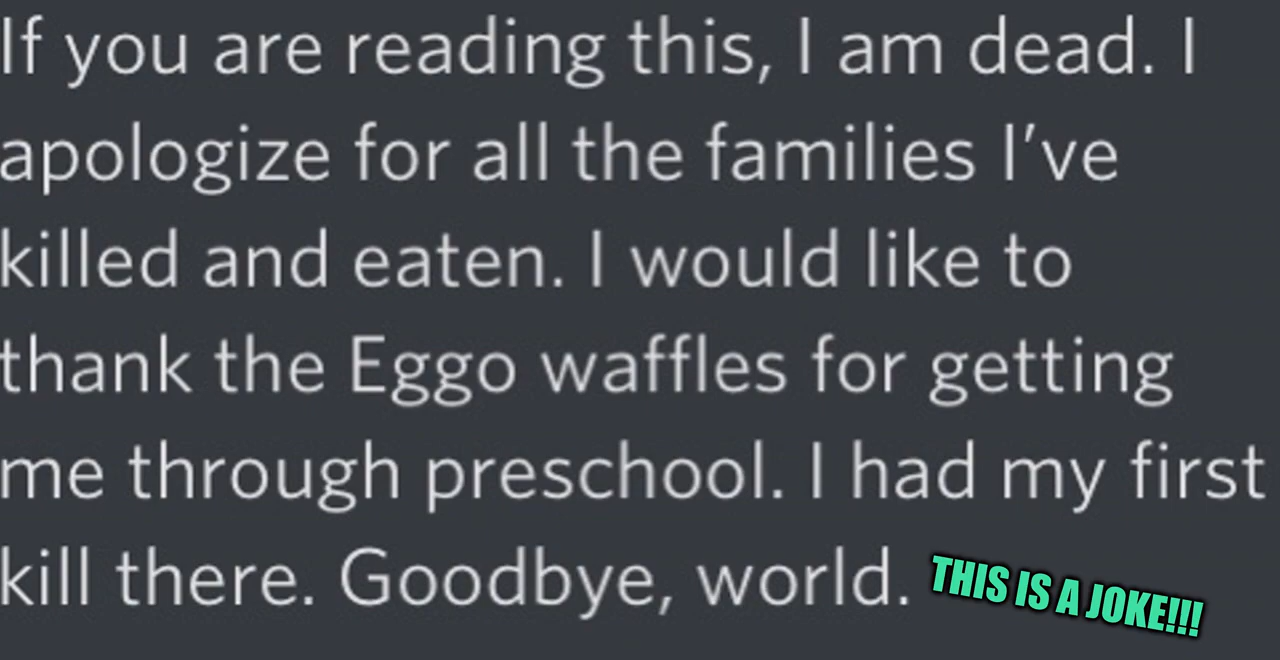 If you are reading this, I am dead. I
apologize for all the families I’ve
killed and eaten. I would like to
thank the Eggo waffles for getting
me through preschool. I had my first
kill there. Goodbye, world.
THIS IS A JOKE!!!